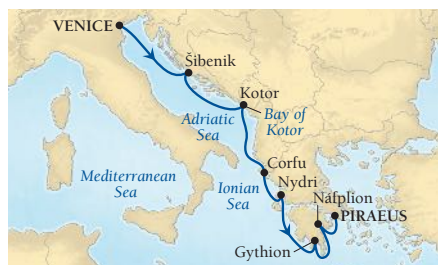 VENICE
Šibenik
Kotor
Bay of
Kotor
Adriatic
Sea
Corfu
Mediterranean
Sea
Ionian
Sea
Nydri
Náfplion
PIRAEUS
Gythion